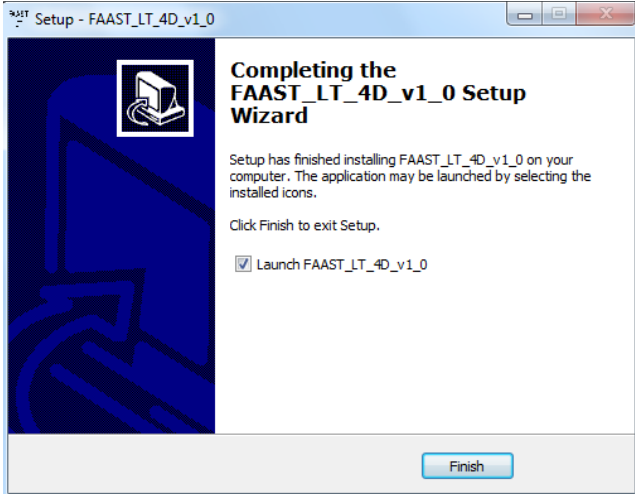 Setup - FAAST_LT_4D_v1_0
Completing the
FAAST_LT_4D_v1_0 Setup
Wizard
Setup has finished installing FAAST_LT_4D_v1_0 on your
computer. The application may be launched by selecting the
installed icons.
Click Finish to exit Setup.
Launch FAAST_LT_4D_v1_0
Finish